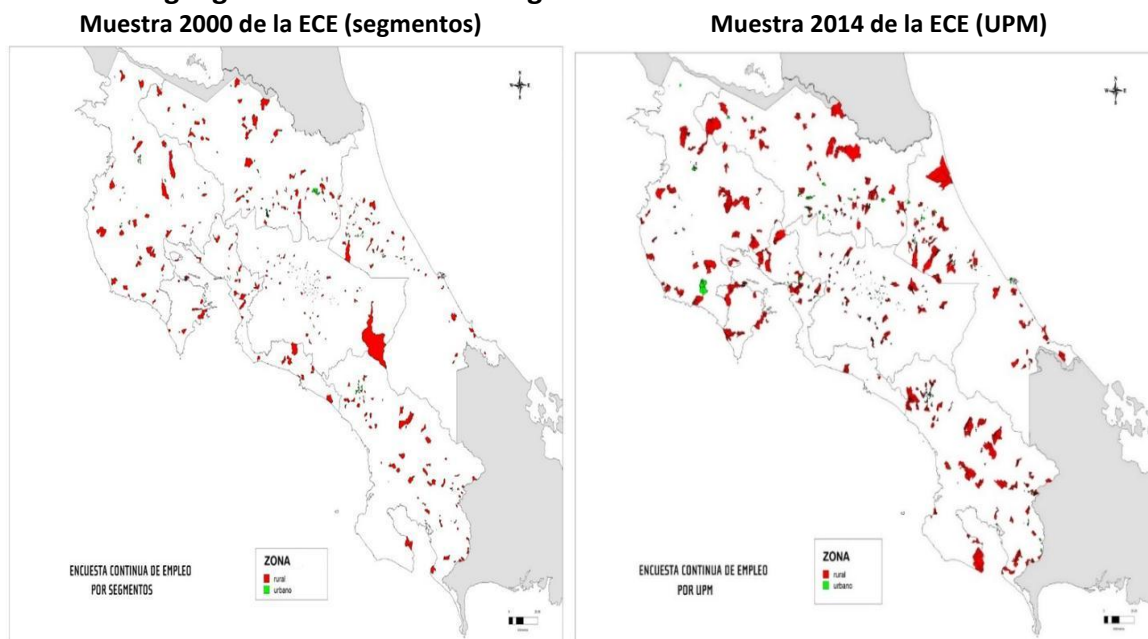 Muestra 2000 de la ECE (segmentos)
Muestra 2014 de la ECE (UPM)
ENCUESTA CONTINUA DE EMPLEO
POR SEGMENTOS
ZONA
rural
urbano
ENCUESTA CONTINUA DE EMPLEO
POR UPM
ZONA
rural
urbano